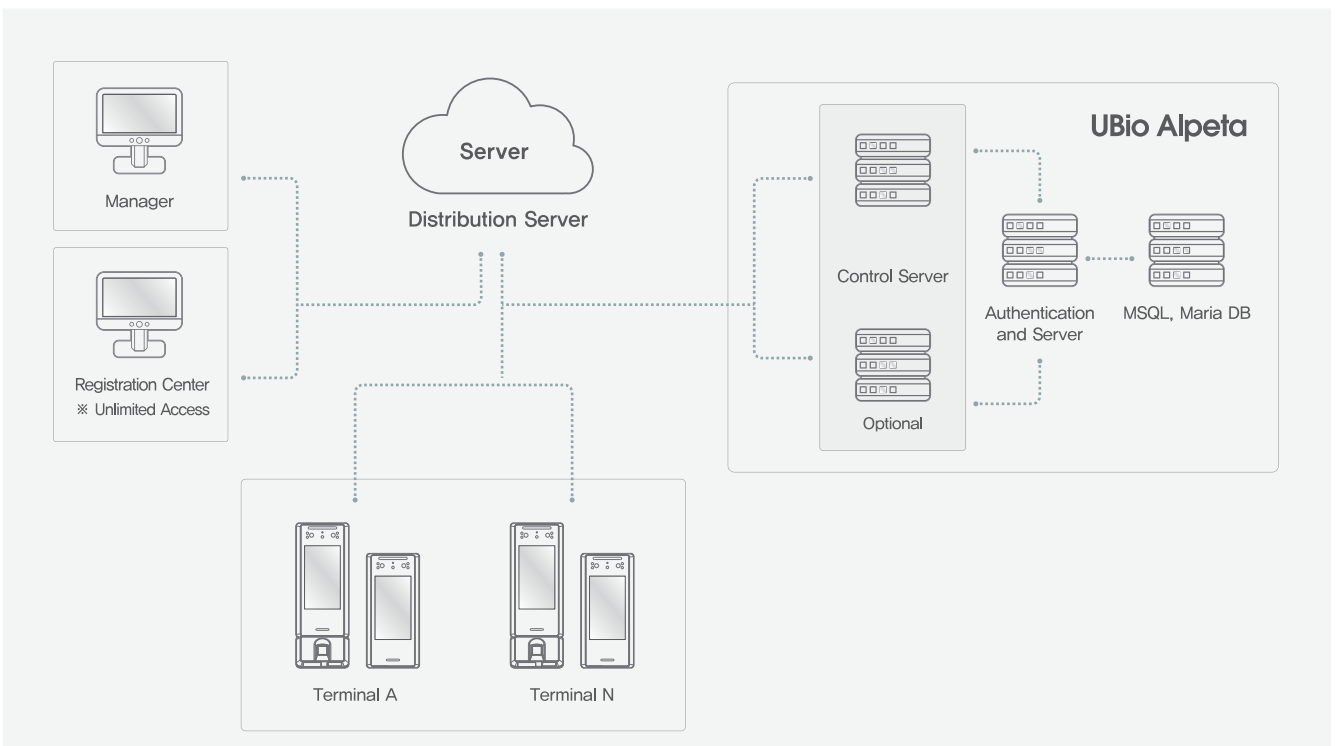 Manager
Registration Center
※ Unlimited Access
Server
Distribution Server
UBio Alpeta
Control Server
Optional
Authentication
and Server
MSQL, Maria DB
Terminal A
Terminal N